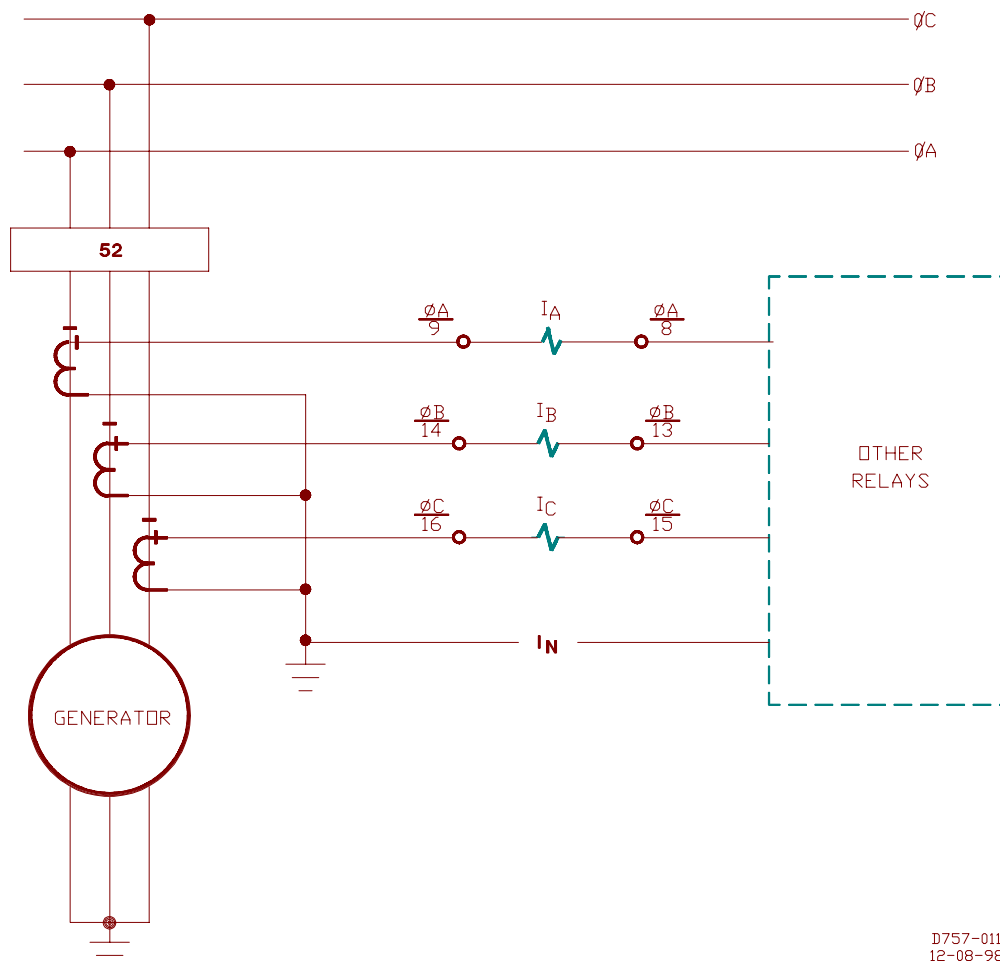 ØC
ØB
ØA
52
ØA
9
IA
ØA
8
ØB
14
IB
ØB
13
OTHER
RELAYS
ØC
16
IC
ØC
15
IN
GENERATOR
D757-011
12-08-98